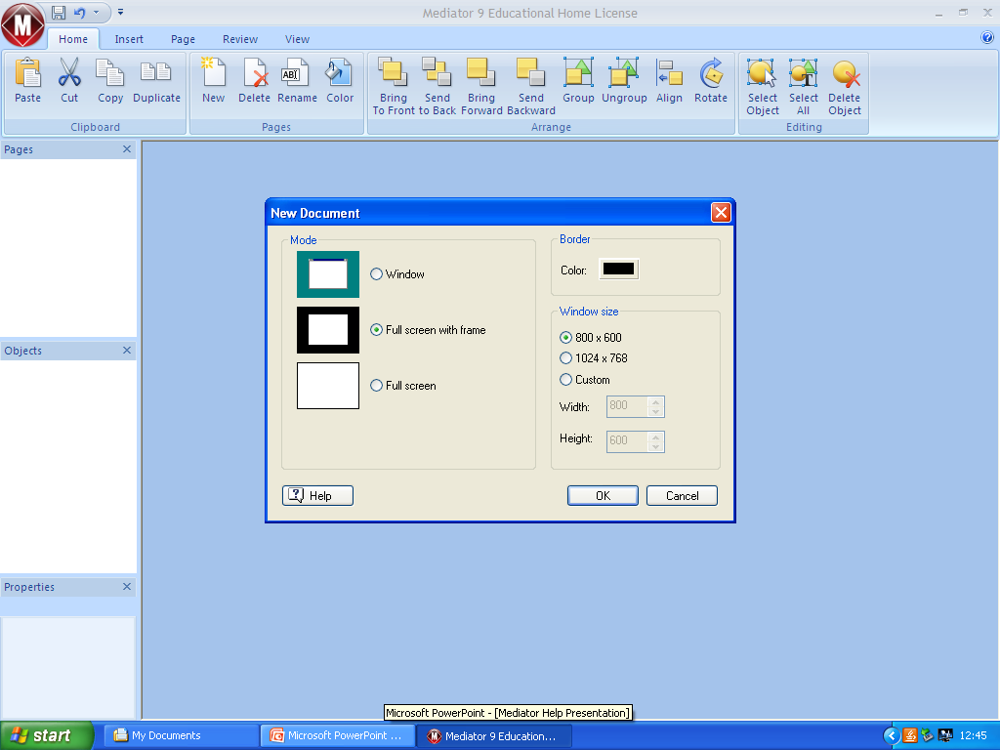 Mediator 9 Educational Home License
Home Insert Page Review View
Paste Cut Copy Duplicate New Delete Rename Color Bring To Front Send to Back Bring Forward Send Backward Group Ungroup Align Rotate Select Object Select All Delete Object
Clipboard Pages Arrange Editing
Pages
New Document
Mode
Window
Full screen with frame
Full screen
Border
Color:
Window size
800 x 600
1024 x 768
Custom
Width: 800
Height: 600
Help OK Cancel
Objects
Properties
Microsoft PowerPoint - [Mediator Help Presentation]
start My Documents Microsoft PowerPoint ... Mediator 9 Education... 12:45